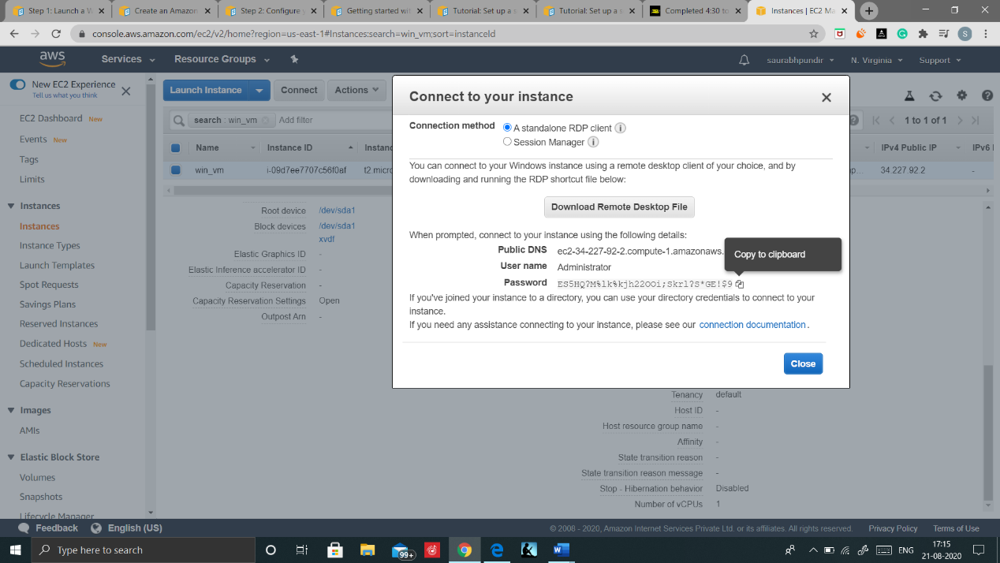 Step 1: Launch a W
Create an Amazon
Step 2: Configure
Getting started wi
Tutorial: Set up a s
Tutorial: Set up a s
Completed 4:30 to
Instances | EC2 Ma
console.aws.amazon.com/ec2/v2/home?region=us-east-1#Instances:search=win_vm;sort=instanceId
S
aws
Services
Resource Groups
saurabhpundir
N. Virginia
Support
New EC2 Experience
Tell us what you think
EC2 Dashboard New
Events New
Tags
Limits
Instances
Instances
Instance Types
Launch Templates
Spot Requests
Savings Plans
Reserved Instances
Dedicated Hosts New
Scheduled Instances
Capacity Reservations
Images
AMIs
Elastic Block Store
Volumes
Snapshots
Lifecycle Manager
Launch Instance
Connect
Actions
search : win_vm
Add filter
1 to 1 of 1
Name
Instance ID
Instanc
IPv4 Public IP
IPv6 I
win_vm
i-09d7ee7707c56f0af
t2.micro
p...
34.227.92.2
-
Root device /dev/sda1
Block devices /dev/sda1
xvdf
Elastic Graphics ID -
Elastic Inference accelerator ID -
Capacity Reservation -
Capacity Reservation Settings Open
Outpost Arn -
Connect to your instance
Connection method
A standalone RDP client
Session Manager
You can connect to your Windows instance using a remote desktop client of your choice, and by
downloading and running the RDP shortcut file below:
Download Remote Desktop File
When prompted, connect to your instance using the following details:
Public DNS ec2-34-227-92-2.compute-1.amazonaws.
Copy to clipboard
User name Administrator
Password ES5HQ?M%lk%kjh22OOi;Skrl?S*GE!$9
If you've joined your instance to a directory, you can use your directory credentials to connect to your
instance.
If you need any assistance connecting to your instance, please see our connection documentation.
Close
Tenancy default
Host ID -
Host resource group name -
Affinity -
State transition reason -
State transition reason message -
Stop - Hibernation behavior Disabled
Number of vCPUs 1
Feedback
English (US)
© 2008 - 2020, Amazon Internet Services Private Ltd. or its affiliates. All rights reserved.
Privacy Policy
Terms of Use
Type here to search
99+
ENG
17:15
21-08-2020